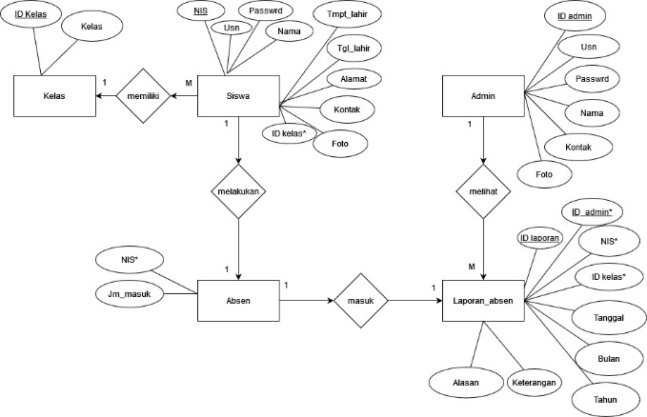 ID Kelas
Kelas
NIS
Passwrd
Usn
Nama
Tmpt_lahir
Tgl_lahir
Alamat
Kontak
ID kelas*
Foto
ID admin
Usn
Passwrd
Nama
Kontak
Foto
Kelas
1
memiliki
M
Siswa
1
Admin
1
melakukan
melihat
NIS*
Jm_masuk
1
Absen
1
masuk
1
M
Laporan_absen
ID laporan
ID_admin*
NIS*
ID kelas*
Tanggal
Bulan
Tahun
Alasan
Keterangan